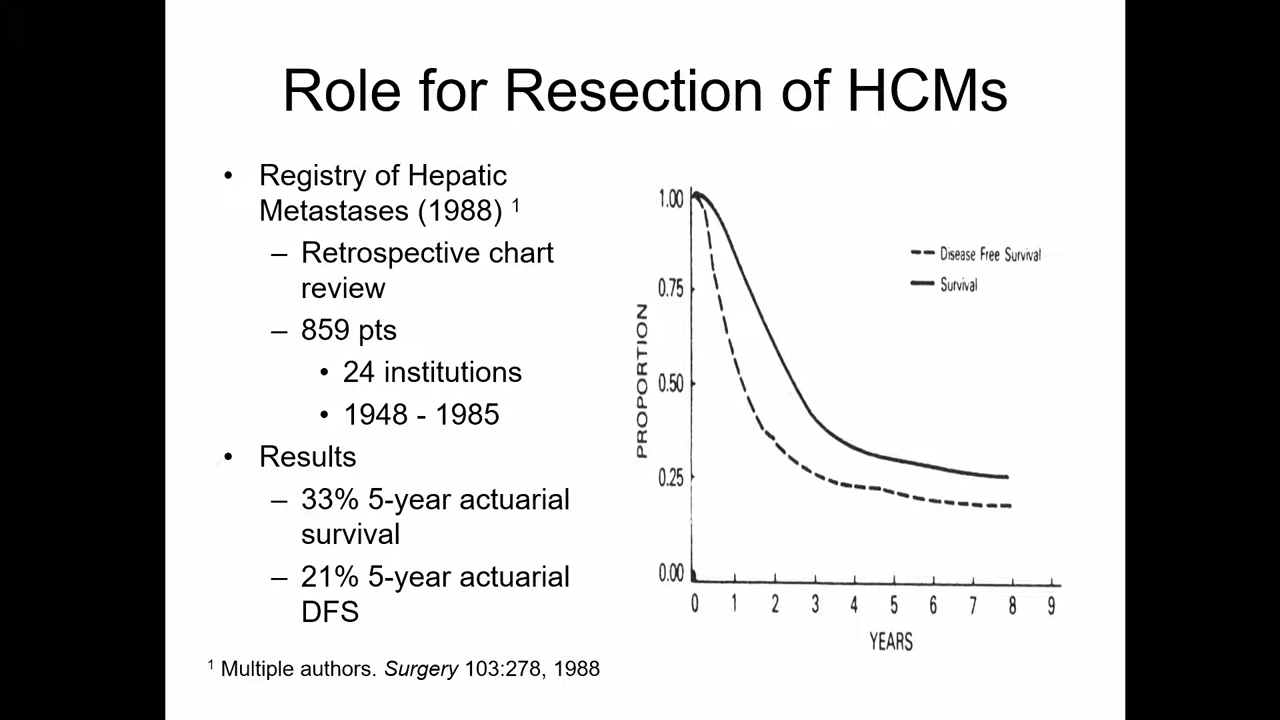 Role for Resection of HCMs
• Registry of Hepatic
Metastases (1988) ¹
– Retrospective chart
review
– 859 pts
• 24 institutions
• 1948 - 1985
• Results
– 33% 5-year actuarial
survival
– 21% 5-year actuarial
DFS
¹ Multiple authors. Surgery 103:278, 1988
PROPORTION
1.00
0.75
0.50
0.25
0.00
Disease Free Survival
Survival
0 1 2 3 4 5 6 7 8 9
YEARS